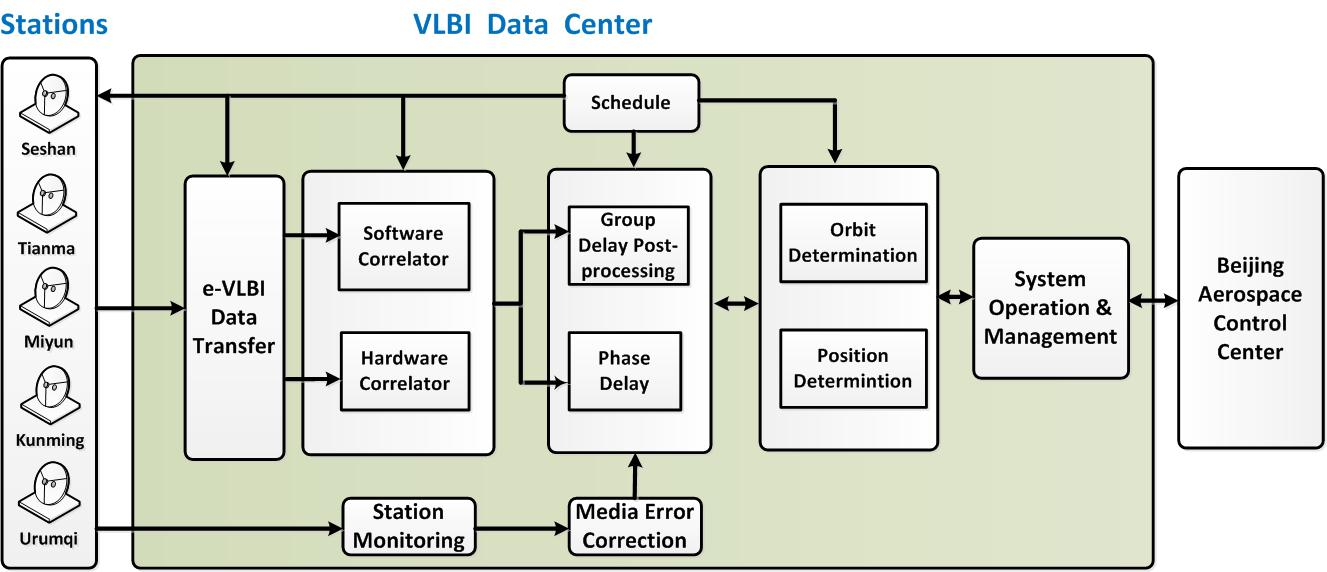 Stations
VLBI Data Center
Seshan
Tianma
Miyun
Kunming
Urumqi
Schedule
e-VLBI
Data
Transfer
Software
Correlator
Hardware
Correlator
Group
Delay Post-
processing
Phase
Delay
Orbit
Determination
Position
Determintion
System
Operation &
Management
Beijing
Aerospace
Control
Center
Station
Monitoring
Media Error
Correction